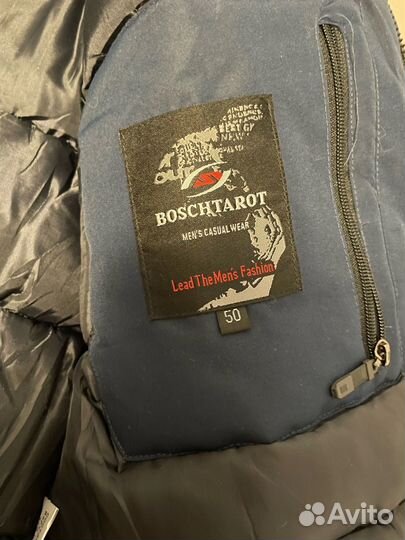 BOSCHTAROT
MEN'S CASUAL WEAR
Lead The Men's Fashion
50
Avito